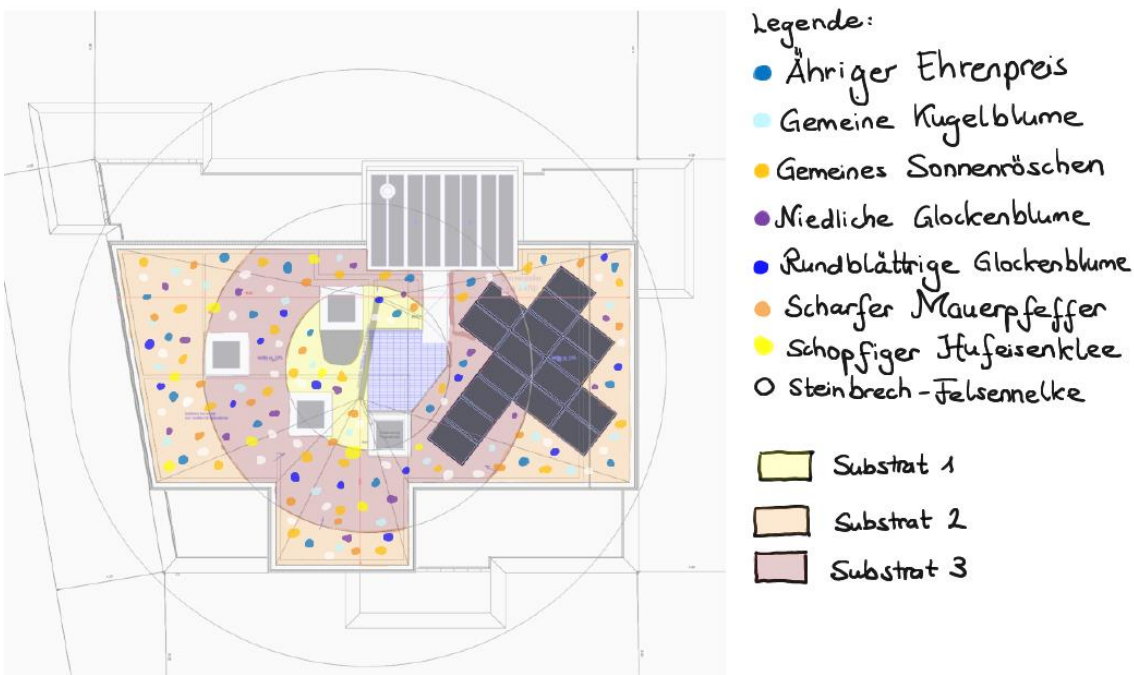 Legende:
Ähriger Ehrenpreis
Gemeine Kugelblume
Gemeines Sonnenröschen
Niedliche Glockenblume
Rundblättrige Glockenblume
Scharfer Mauerpfeffer
Schopfiger Hufeisenklee
Steinbrech-Felsennelke
Substrat 1
Substrat 2
Substrat 3